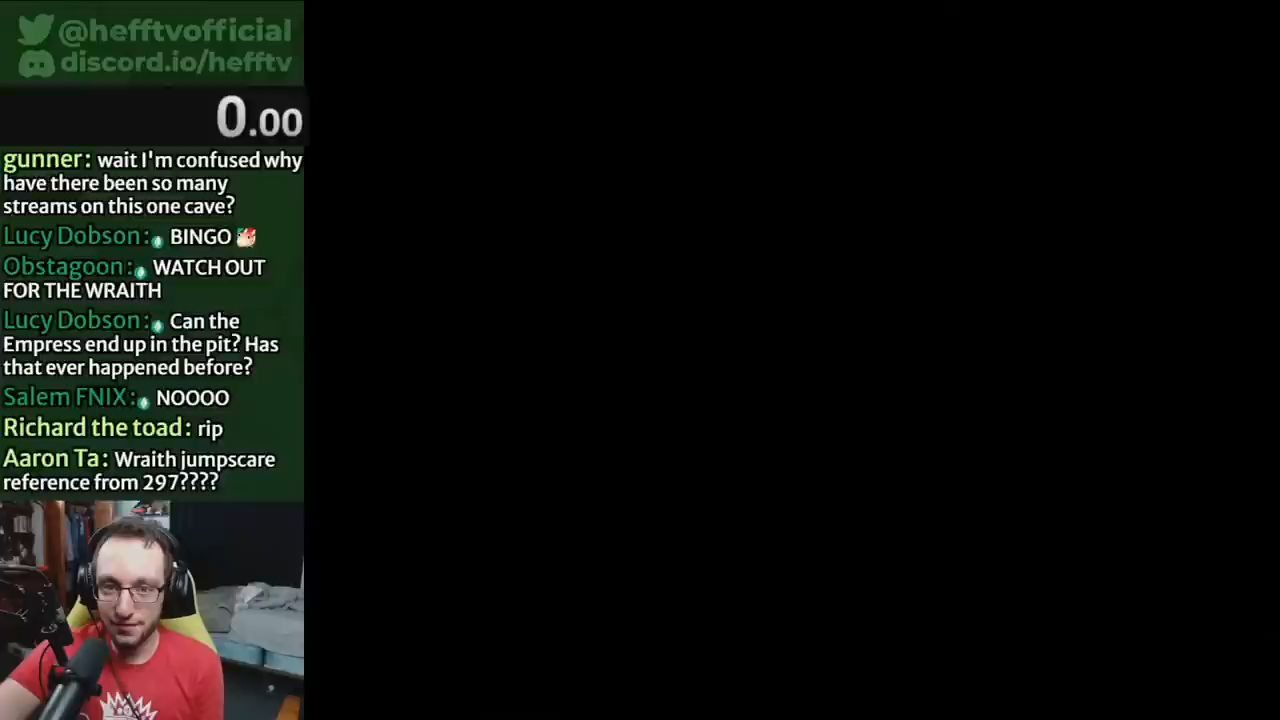 @hefftvofficial
discord.io/hefftv
0.00
gunner: wait I'm confused why
have there been so many
streams on this one cave?
Lucy Dobson: BINGO
Obstagoon: WATCH OUT
FOR THE WRAITH
Lucy Dobson: Can the
Empress end up in the pit? Has
that ever happened before?
Salem FNIX: NOOOO
Richard the toad: rip
Aaron Ta: Wraith jumpscare
reference from 297????